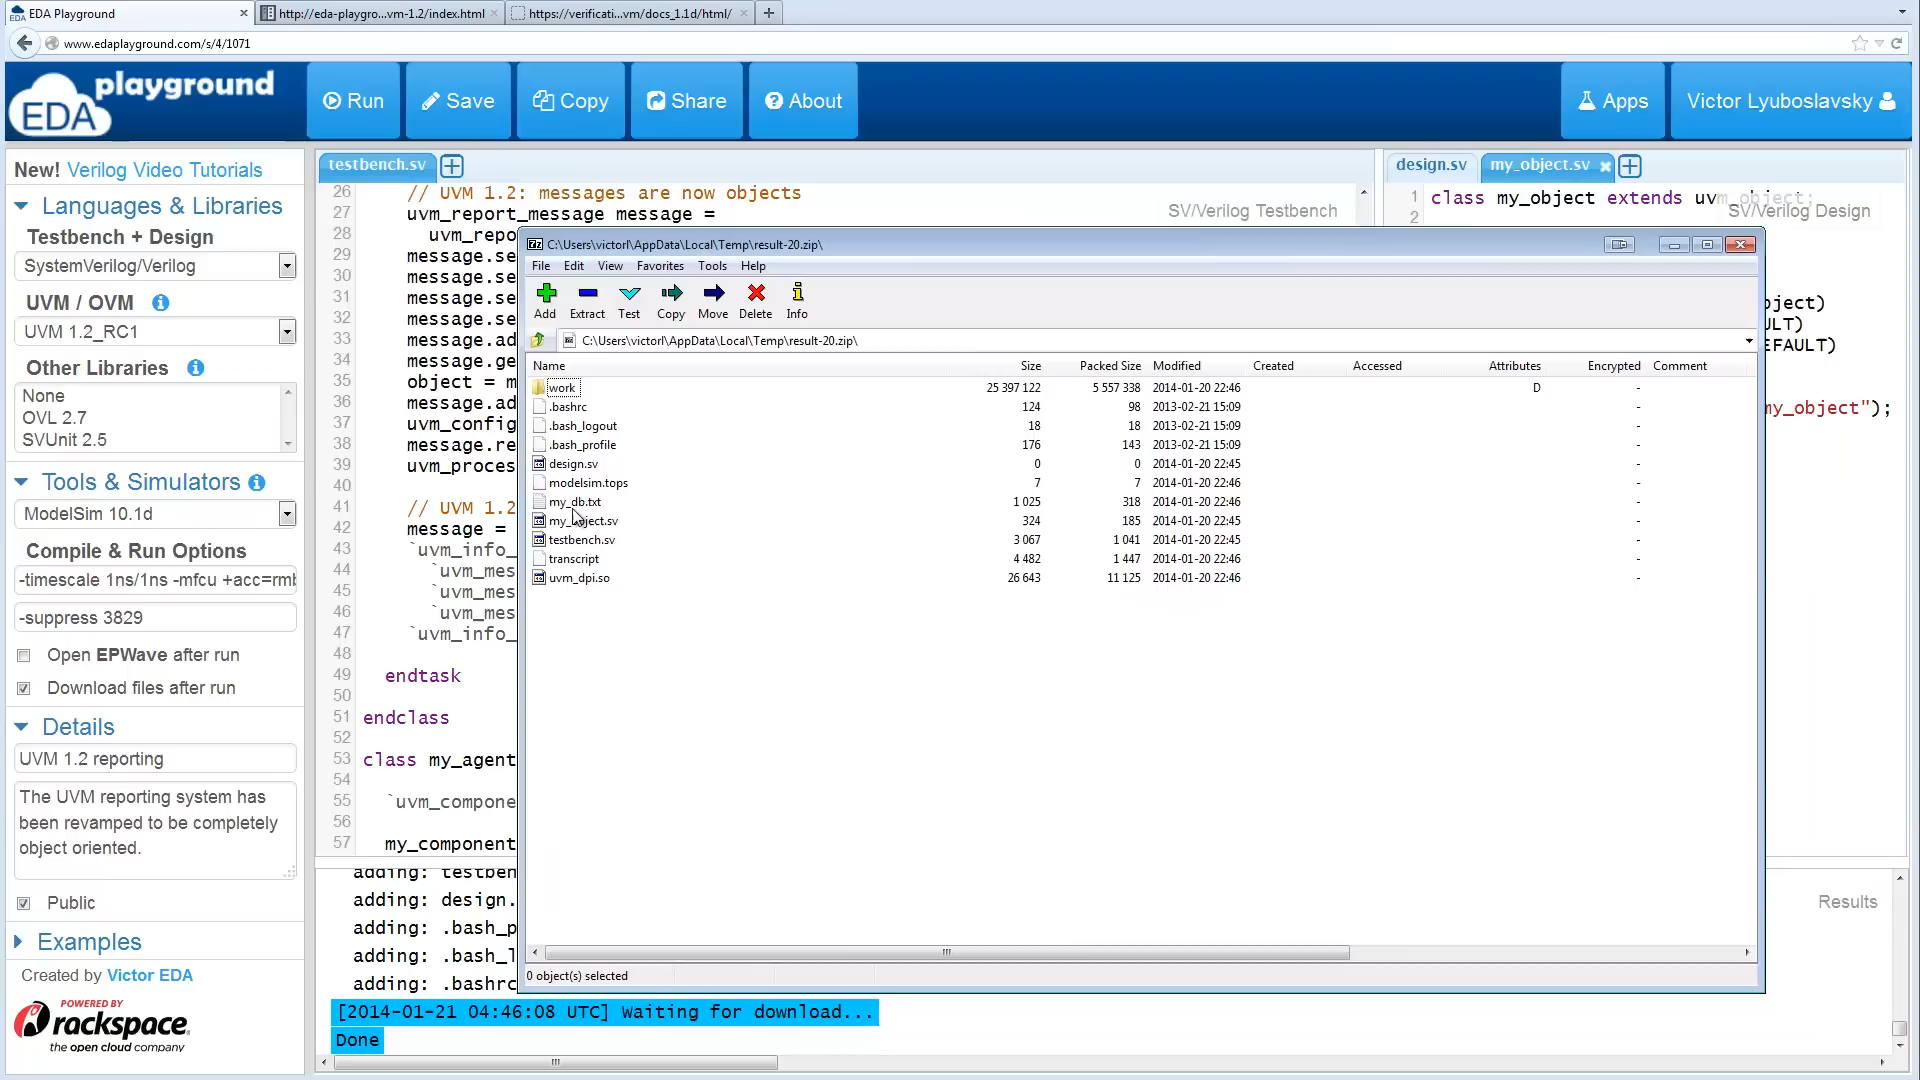 EDA Playground
http://eda-playgro...vm-1.2/index.html
https://verificati...vm/docs_1.1d/html/
www.edaplayground.com/s/4/1071
EDA playground
Run
Save
Copy
Share
About
Apps
Victor Lyuboslavsky
New! Verilog Video Tutorials
Languages & Libraries
Testbench + Design
SystemVerilog/Verilog
UVM / OVM
UVM 1.2_RC1
Other Libraries
None
OVL 2.7
SVUnit 2.5
Tools & Simulators
ModelSim 10.1d
Compile & Run Options
-timescale 1ns/1ns -mfcu +acc=rmb
-suppress 3829
Open EPWave after run
Download files after run
Details
UVM 1.2 reporting
The UVM reporting system has
been revamped to be completely
object oriented.
Public
Examples
Created by Victor EDA
POWERED BY
rackspace.
the open cloud company
testbench.sv
SV/Verilog Testbench
26 // UVM 1.2: messages are now objects
27 uvm_report_message message =
28 uvm_repo
29 message.se
30 message.se
31 message.se
32 message.se
33 message.ad
34 message.ge
35 object = m
36 message.ad
37 uvm_config
38 message.re
39 uvm_proces
40
41 // UVM 1.2
42 message =
43 `uvm_info_
44 `uvm_mes
45 `uvm_mes
46 `uvm_mes
47 `uvm_info_
48
49 endtask
50
51 endclass
52
53 class my_agent
54
55 `uvm_compone
56
57 my_component
design.sv
my_object.sv
SV/Verilog Design
1 class my_object extends uvm_object;
2
bject)
ULT)
EFAULT)
my_object");
C:\Users\victorl\AppData\Local\Temp\result-20.zip\
File Edit View Favorites Tools Help
Add Extract Test Copy Move Delete Info
C:\Users\victorl\AppData\Local\Temp\result-20.zip\
Name Size Packed Size Modified Created Accessed Attributes Encrypted Comment
work 25 397 122 5 557 338 2014-01-20 22:46 D -
.bashrc 124 98 2013-02-21 15:09 -
.bash_logout 18 18 2013-02-21 15:09 -
.bash_profile 176 143 2013-02-21 15:09 -
design.sv 0 0 2014-01-20 22:45 -
modelsim.tops 7 7 2014-01-20 22:46 -
my_db.txt 1 025 318 2014-01-20 22:46 -
my_object.sv 324 185 2014-01-20 22:45 -
testbench.sv 3 067 1 041 2014-01-20 22:45 -
transcript 4 482 1 447 2014-01-20 22:46 -
uvm_dpi.so 26 643 11 125 2014-01-20 22:46 -
0 object(s) selected
Results
adding: testben
adding: design.
adding: .bash_p
adding: .bash_l
adding: .bashrc
[2014-01-21 04:46:08 UTC] Waiting for download...
Done